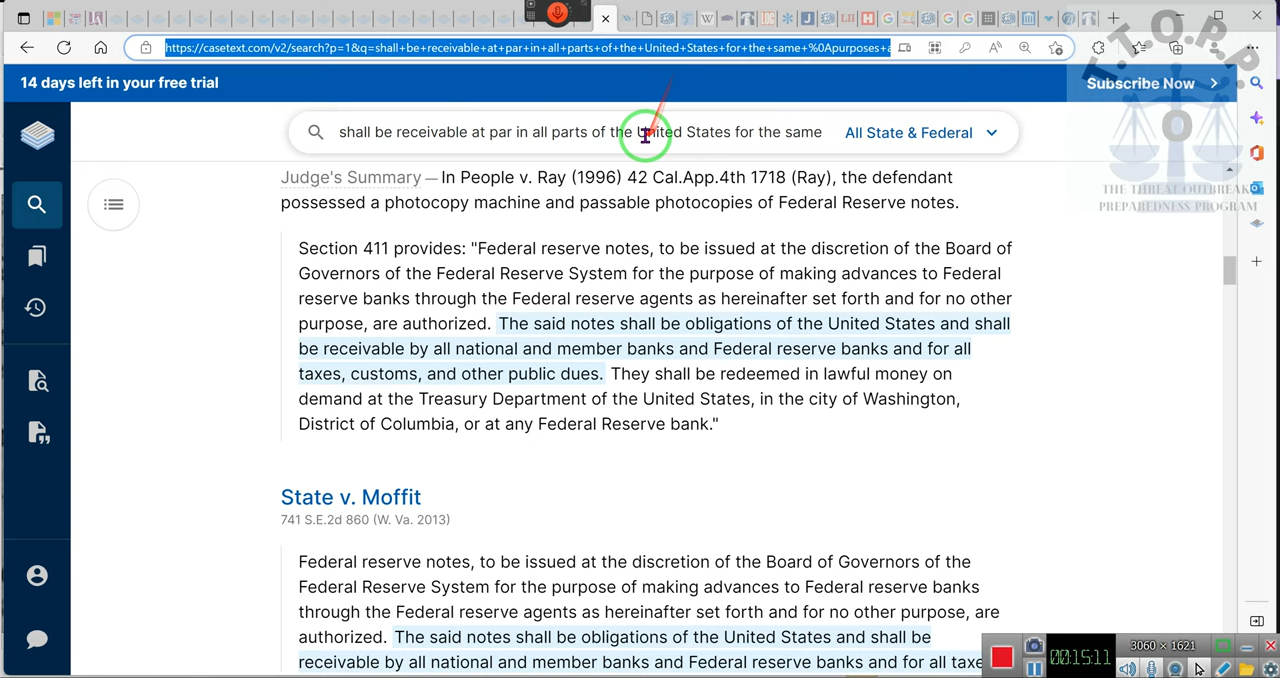 https://casetext.com/v2/search?p=1&q=shall+be+receivable+at+par+in+all+parts+of+the+United+States+for+the+same+%0Apurposes+a
14 days left in your free trial
Subscribe Now
T.T.O.P.P.
shall be receivable at par in all parts of the United States for the same
All State & Federal
THE THREAT OUTBREAK
PREPAREDNESS PROGRAM
Judge's Summary — In People v. Ray (1996) 42 Cal.App.4th 1718 (Ray), the defendant
possessed a photocopy machine and passable photocopies of Federal Reserve notes.
Section 411 provides: "Federal reserve notes, to be issued at the discretion of the Board of
Governors of the Federal Reserve System for the purpose of making advances to Federal
reserve banks through the Federal reserve agents as hereinafter set forth and for no other
purpose, are authorized. The said notes shall be obligations of the United States and shall
be receivable by all national and member banks and Federal reserve banks and for all
taxes, customs, and other public dues. They shall be redeemed in lawful money on
demand at the Treasury Department of the United States, in the city of Washington,
District of Columbia, or at any Federal Reserve bank."
State v. Moffit
741 S.E.2d 860 (W. Va. 2013)
Federal reserve notes, to be issued at the discretion of the Board of Governors of the
Federal Reserve System for the purpose of making advances to Federal reserve banks
through the Federal reserve agents as hereinafter set forth and for no other purpose, are
authorized. The said notes shall be obligations of the United States and shall be
receivable by all national and member banks and Federal reserve banks and for all taxe
00:15:11
3060 × 1621